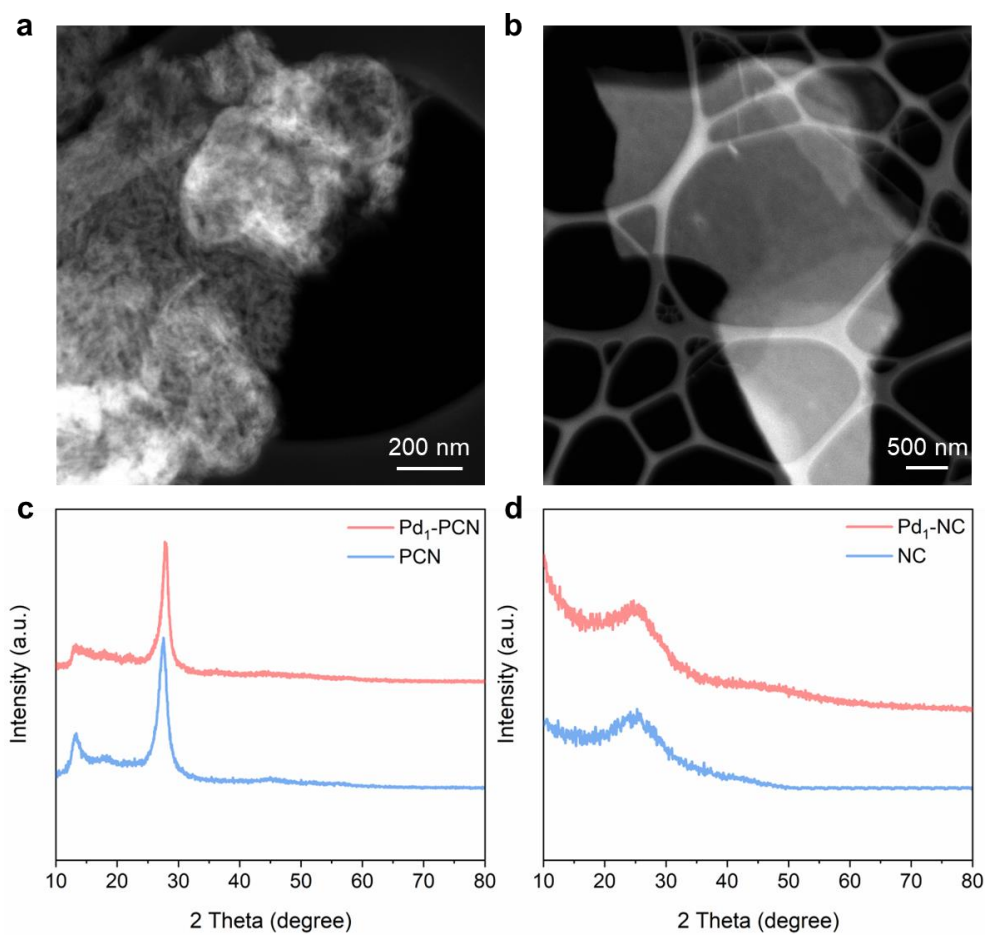 a
b
200 nm
500 nm
c
d
Pd₁-PCN
PCN
Pd₁-NC
NC
Intensity (a.u.)
Intensity (a.u.)
10 20 30 40 50 60 70 80
10 20 30 40 50 60 70 80
2 Theta (degree)
2 Theta (degree)